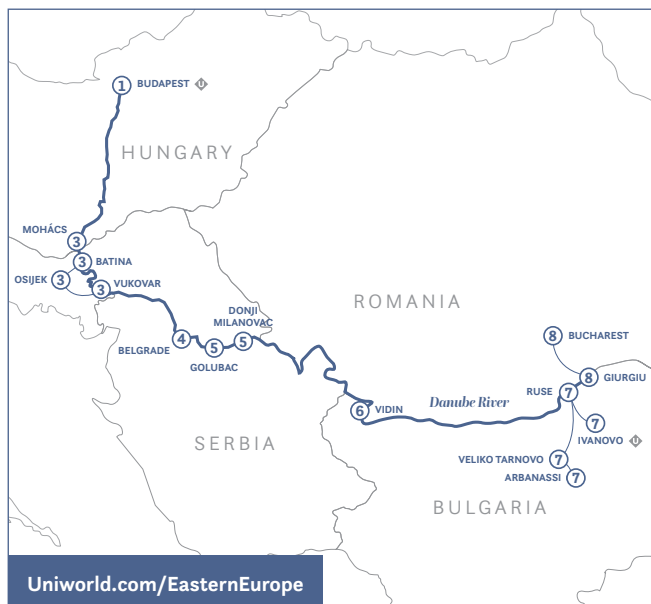 1
BUDAPEST
U
HUNGARY
MOHÁCS
3
3
BATINA
OSIJEK
3
3
VUKOVAR
DONJI
MILANOVAC
ROMANIA
BELGRADE
4
5
GOLUBAC
5
8
BUCHAREST
8
GIURGIU
RUSE
7
6
VIDIN
Danube River
7
IVANOVO
U
SERBIA
VELIKO TARNOVO
7
ARBANASSI
7
BULGARIA
Uniworld.com/EasternEurope